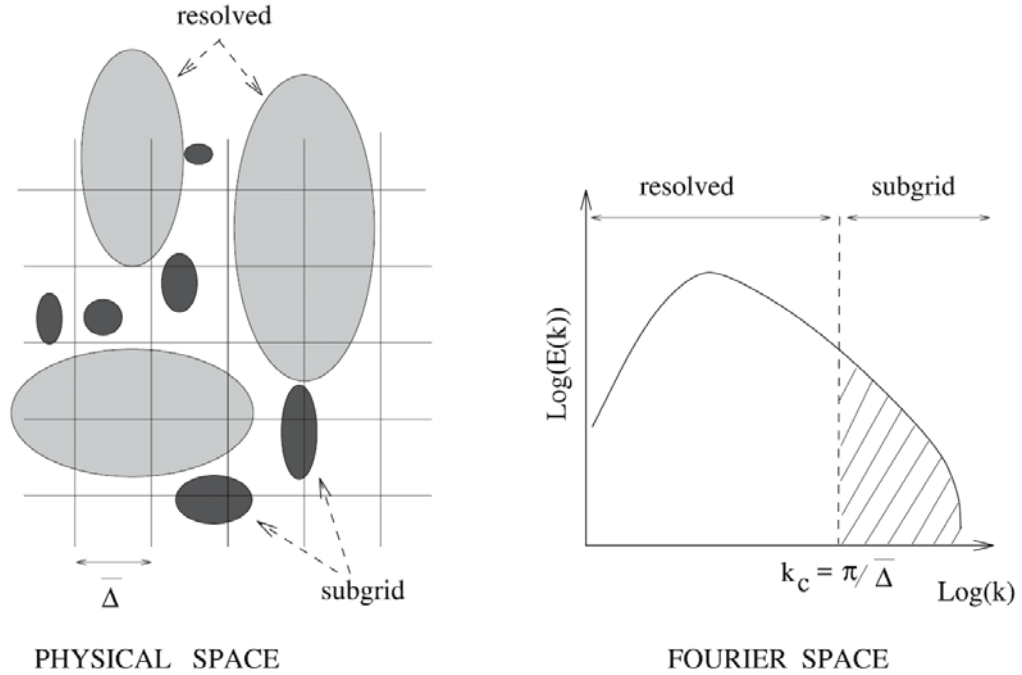 resolved
subgrid
Δ̅
PHYSICAL SPACE
resolved
subgrid
Log(E(k))
k_c = π/Δ̅
Log(k)
FOURIER SPACE